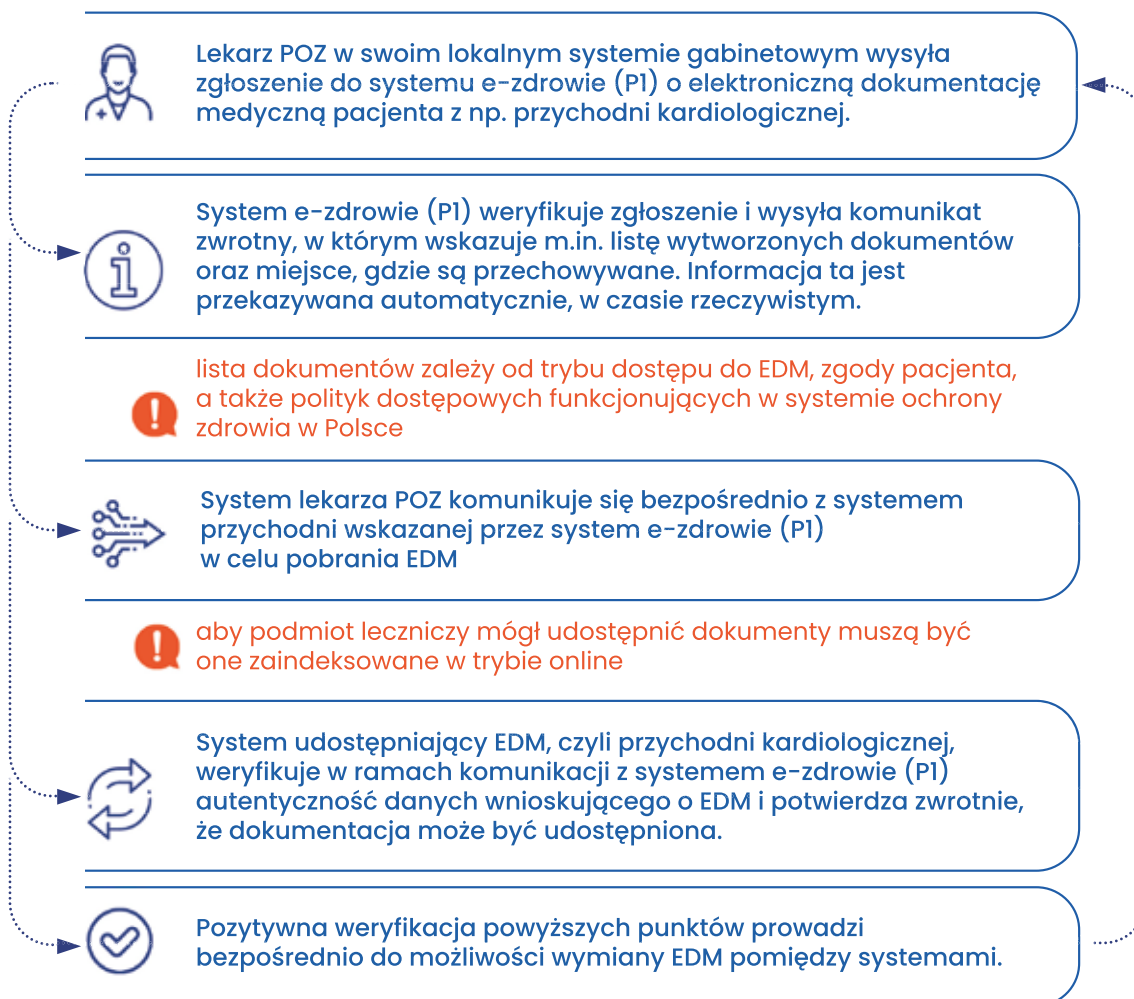 Lekarz POZ w swoim lokalnym systemie gabinetowym wysyła
zgłoszenie do systemu e-zdrowie (P1) o elektroniczną dokumentację
medyczną pacjenta z np. przychodni kardiologicznej.
System e-zdrowie (P1) weryfikuje zgłoszenie i wysyła komunikat
zwrotny, w którym wskazuje m.in. listę wytworzonych dokumentów
oraz miejsce, gdzie są przechowywane. Informacja ta jest
przekazywana automatycznie, w czasie rzeczywistym.
lista dokumentów zależy od trybu dostępu do EDM, zgody pacjenta,
a także polityk dostępowych funkcjonujących w systemie ochrony
zdrowia w Polsce
System lekarza POZ komunikuje się bezpośrednio z systemem
przychodni wskazanej przez system e-zdrowie (P1)
w celu pobrania EDM
aby podmiot leczniczy mógł udostępnić dokumenty muszą być
one zaindeksowane w trybie online
System udostępniający EDM, czyli przychodni kardiologicznej,
weryfikuje w ramach komunikacji z systemem e-zdrowie (P1)
autentyczność danych wnioskującego o EDM i potwierdza zwrotnie,
że dokumentacja może być udostępniona.
Pozytywna weryfikacja powyższych punktów prowadzi
bezpośrednio do możliwości wymiany EDM pomiędzy systemami.